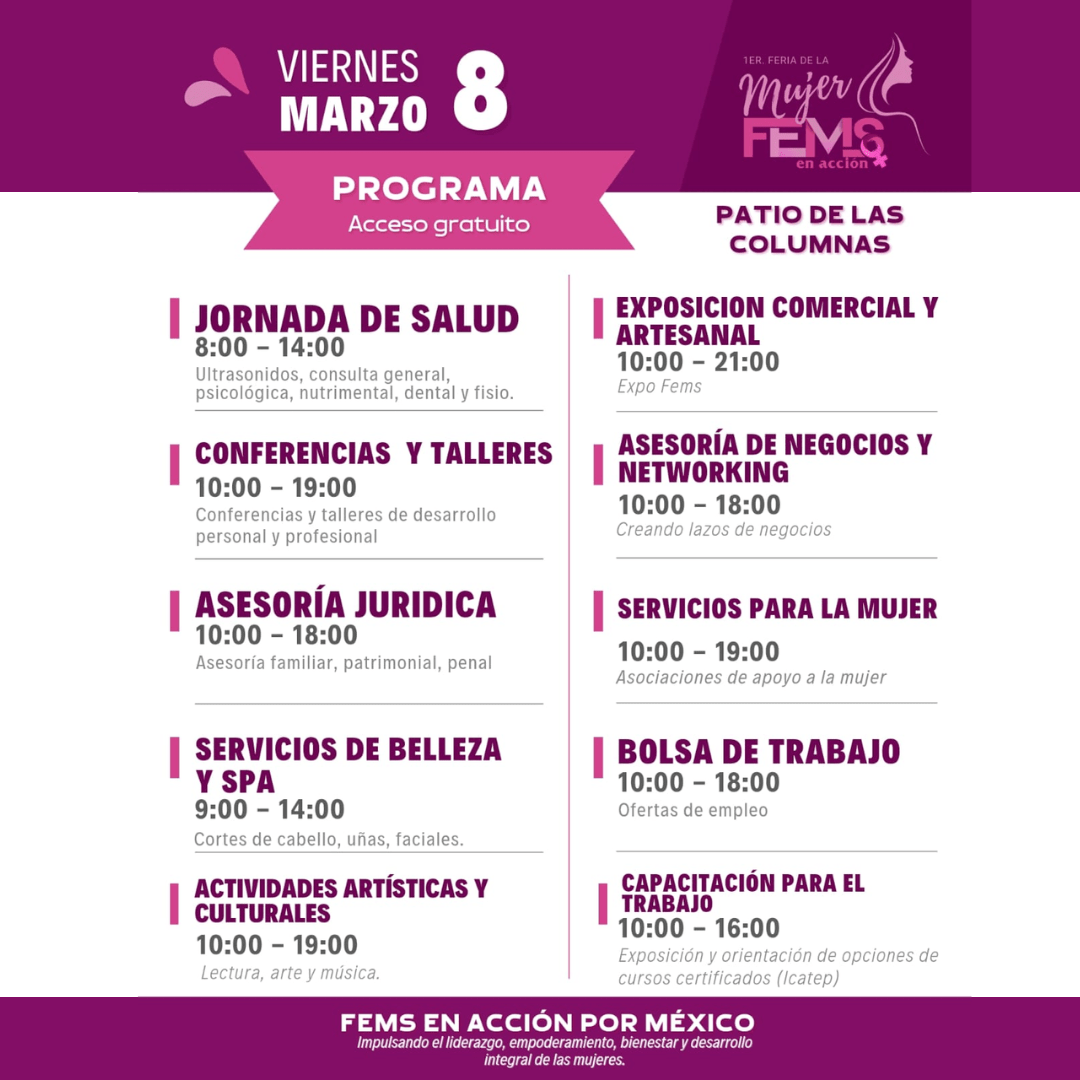 VIERNES
MARZO 8
1ER. FERIA DE LA
Mujer
FEMS
en acción
PROGRAMA
Acceso gratuito
PATIO DE LAS
COLUMNAS
JORNADA DE SALUD
8:00 – 14:00
Ultrasonidos, consulta general,
psicológica, nutrimental, dental y fisio.
CONFERENCIAS Y TALLERES
10:00 – 19:00
Conferencias y talleres de desarrollo
personal y profesional
ASESORÍA JURIDICA
10:00 – 18:00
Asesoría familiar, patrimonial, penal
SERVICIOS DE BELLEZA
Y SPA
9:00 – 14:00
Cortes de cabello, uñas, faciales.
ACTIVIDADES ARTÍSTICAS Y
CULTURALES
10:00 – 19:00
Lectura, arte y música.
EXPOSICION COMERCIAL Y
ARTESANAL
10:00 – 21:00
Expo Fems
ASESORÍA DE NEGOCIOS Y
NETWORKING
10:00 – 18:00
Creando lazos de negocios
SERVICIOS PARA LA MUJER
10:00 – 19:00
Asociaciones de apoyo a la mujer
BOLSA DE TRABAJO
10:00 – 18:00
Ofertas de empleo
CAPACITACIÓN PARA EL
TRABAJO
10:00 – 16:00
Exposición y orientación de opciones de
cursos certificados (Icatep)
FEMS EN ACCIÓN POR MÉXICO
Impulsando el liderazgo, empoderamiento, bienestar y desarrollo
integral de las mujeres.